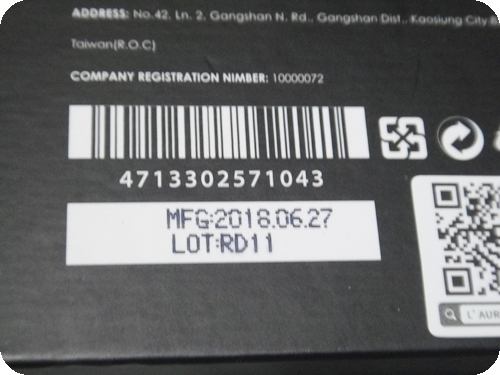 ADDRESS: No.42, Ln. 2, Gangshan N. Rd., Gangshan Dist., Kaosiung City
Taiwan(R.O.C)
COMPANY REGISTRATION NIMBER: 10000072
4713302571043
MFG:2018.06.27
LOT:RD11
L'AUR